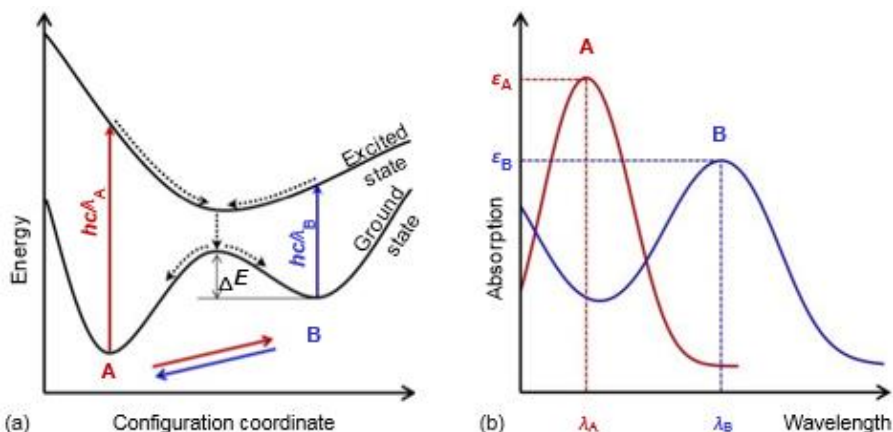 Energy
hc/λA
hc/λB
Excited
state
Ground
state
ΔE
A
B
(a)
Configuration coordinate
Absorption
εA
εB
A
B
(b)
λA
λB
Wavelength